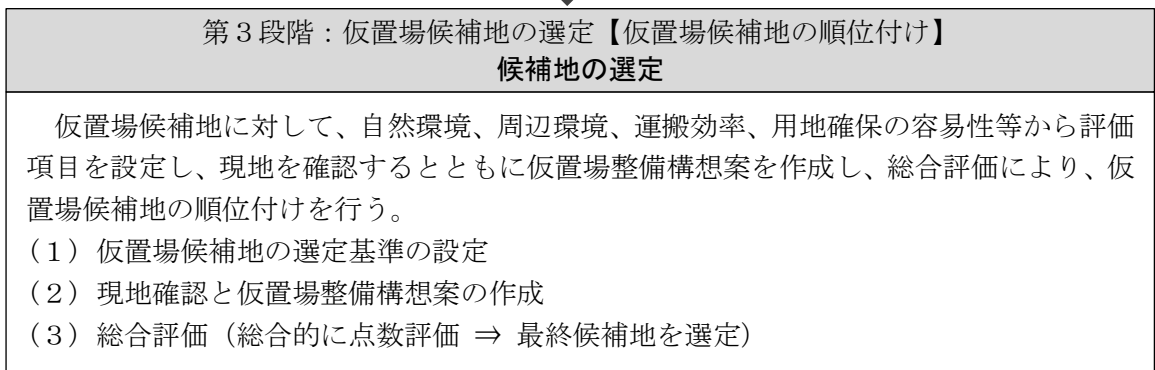 第３段階：仮置場候補地の選定【仮置場候補地の順位付け】
候補地の選定
仮置場候補地に対して、自然環境、周辺環境、運搬効率、用地確保の容易性等から評価
項目を設定し、現地を確認するとともに仮置場整備構想案を作成し、総合評価により、仮
置場候補地の順位付けを行う。
（１）仮置場候補地の選定基準の設定
（２）現地確認と仮置場整備構想案の作成
（３）総合評価（総合的に点数評価 ⇒ 最終候補地を選定）